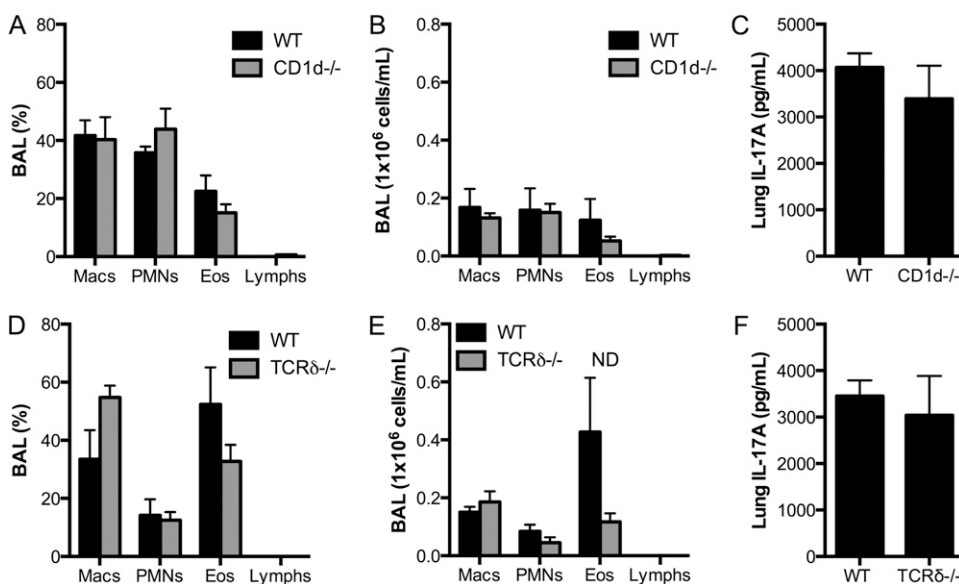 A
BAL (%)
80
60
40
20
0
WT
CD1d-/-
Macs PMNs Eos Lymphs
B
BAL (1x10⁶ cells/mL)
0.8
0.6
0.4
0.2
0.0
WT
CD1d-/-
Macs PMNs Eos Lymphs
C
Lung IL-17A (pg/mL)
5000
4000
3000
2000
1000
0
WT CD1d-/-
D
BAL (%)
80
60
40
20
0
WT
TCRδ-/-
Macs PMNs Eos Lymphs
E
BAL (1x10⁶ cells/mL)
0.8
0.6
0.4
0.2
0.0
WT
TCRδ-/-
ND
Macs PMNs Eos Lymphs
F
Lung IL-17A (pg/mL)
5000
4000
3000
2000
1000
0
WT TCRδ-/-